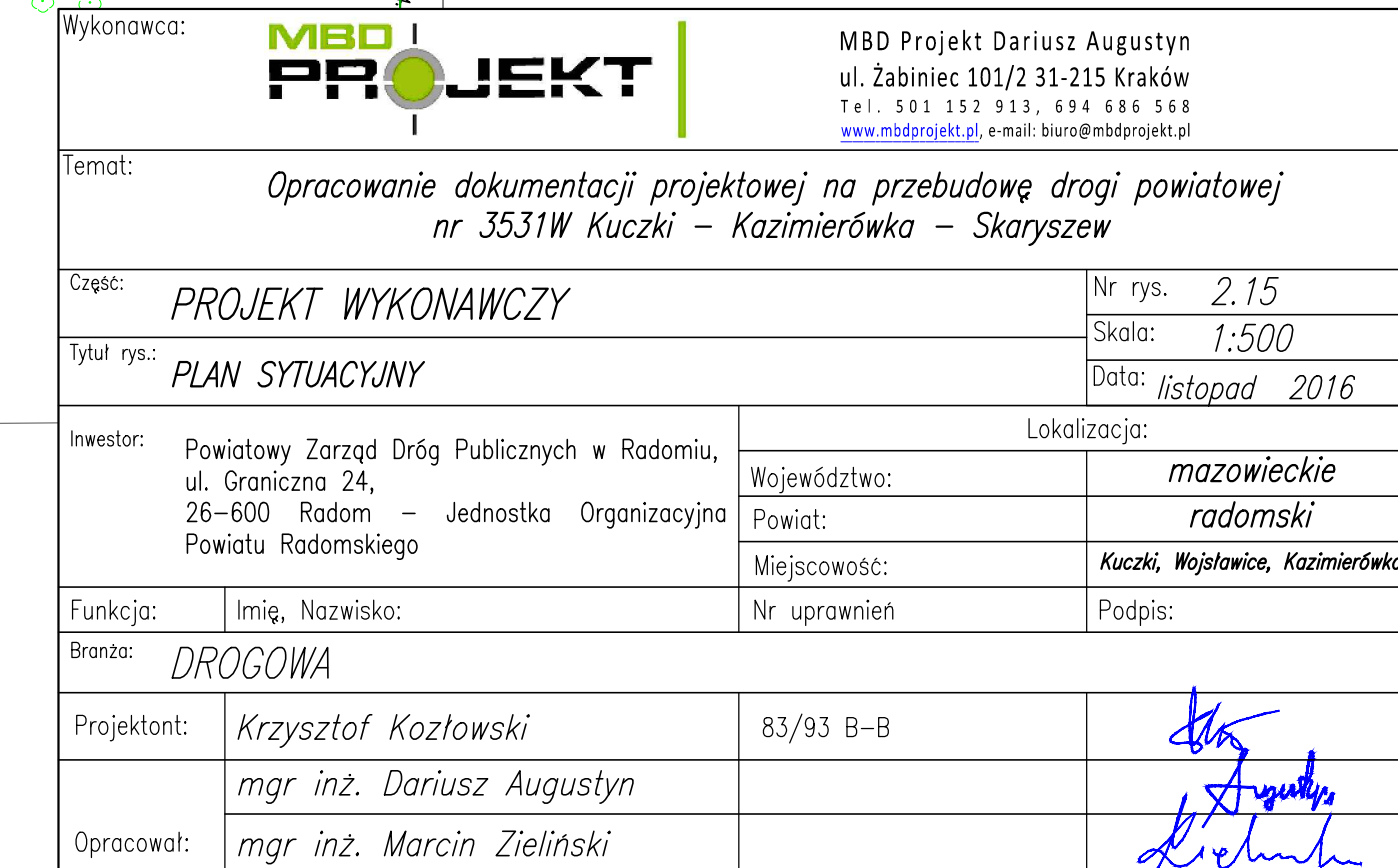 Wykonawca:
MBD
PROJEKT
MBD Projekt Dariusz Augustyn
ul. Żabiniec 101/2 31-215 Kraków
Tel. 501 152 913, 694 686 568
www.mbdprojekt.pl, e-mail: biuro@mbdprojekt.pl
Temat:
Opracowanie dokumentacji projektowej na przebudowę drogi powiatowej
nr 3531W Kuczki – Kazimierówka – Skaryszew
Część:
PROJEKT WYKONAWCZY
Nr rys. 2.15
Skala: 1:500
Tytuł rys.:
PLAN SYTUACYJNY
Data: listopad 2016
Inwestor:
Powiatowy Zarząd Dróg Publicznych w Radomiu,
ul. Graniczna 24,
26–600 Radom – Jednostka Organizacyjna
Powiatu Radomskiego
Lokalizacja:
Województwo: mazowieckie
Powiat: radomski
Miejscowość: Kuczki, Wojsławice, Kazimierówka
Funkcja: Imię, Nazwisko: Nr uprawnień Podpis:
Branża: DROGOWA
Projektont: Krzysztof Kozłowski 83/93 B–B
mgr inż. Dariusz Augustyn Augustyn
Opracował: mgr inż. Marcin Zieliński